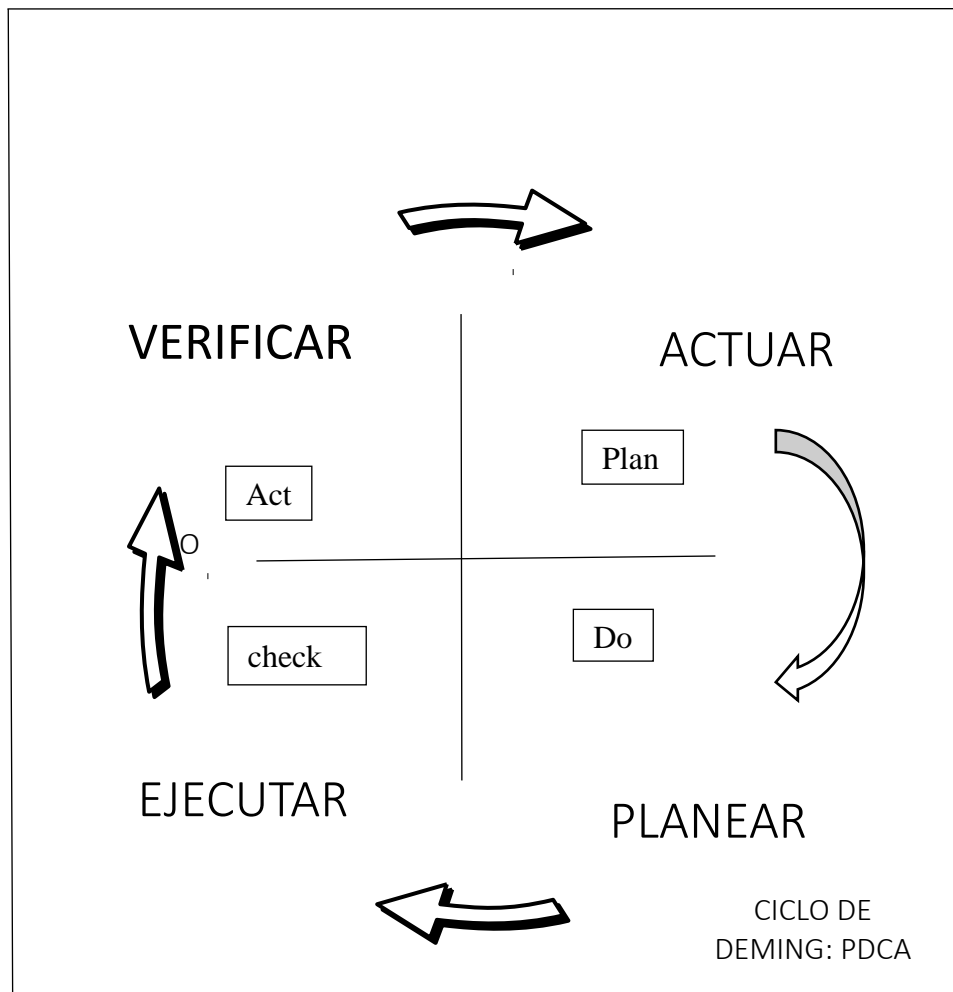 VERIFICAR
ACTUAR
Plan
Act
O
Do
check
EJECUTAR
PLANEAR
CICLO DE
DEMING: PDCA